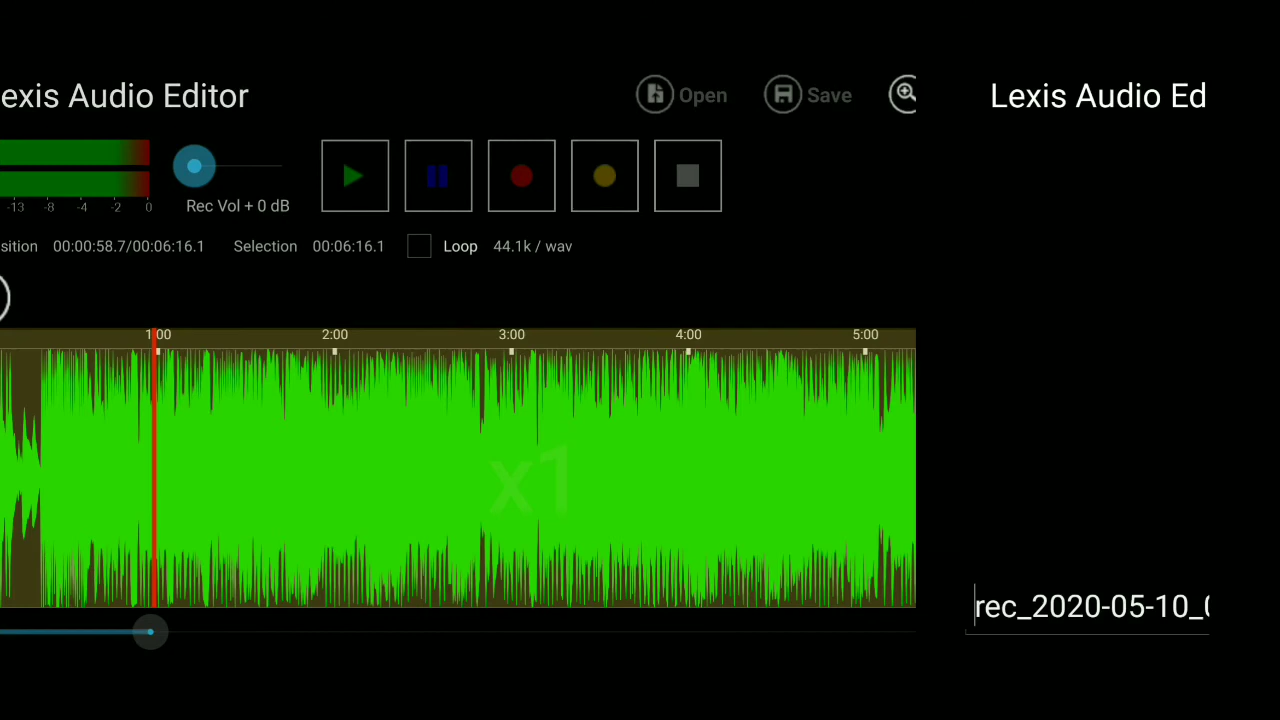 exis Audio Editor
Open
Save
Lexis Audio Ed
-13 -8 -4 -2 0
Rec Vol + 0 dB
sition 00:00:58.7/00:06:16.1 Selection 00:06:16.1 Loop 44.1k / wav
1:00 2:00 3:00 4:00 5:00
x1
rec_2020-05-10_0